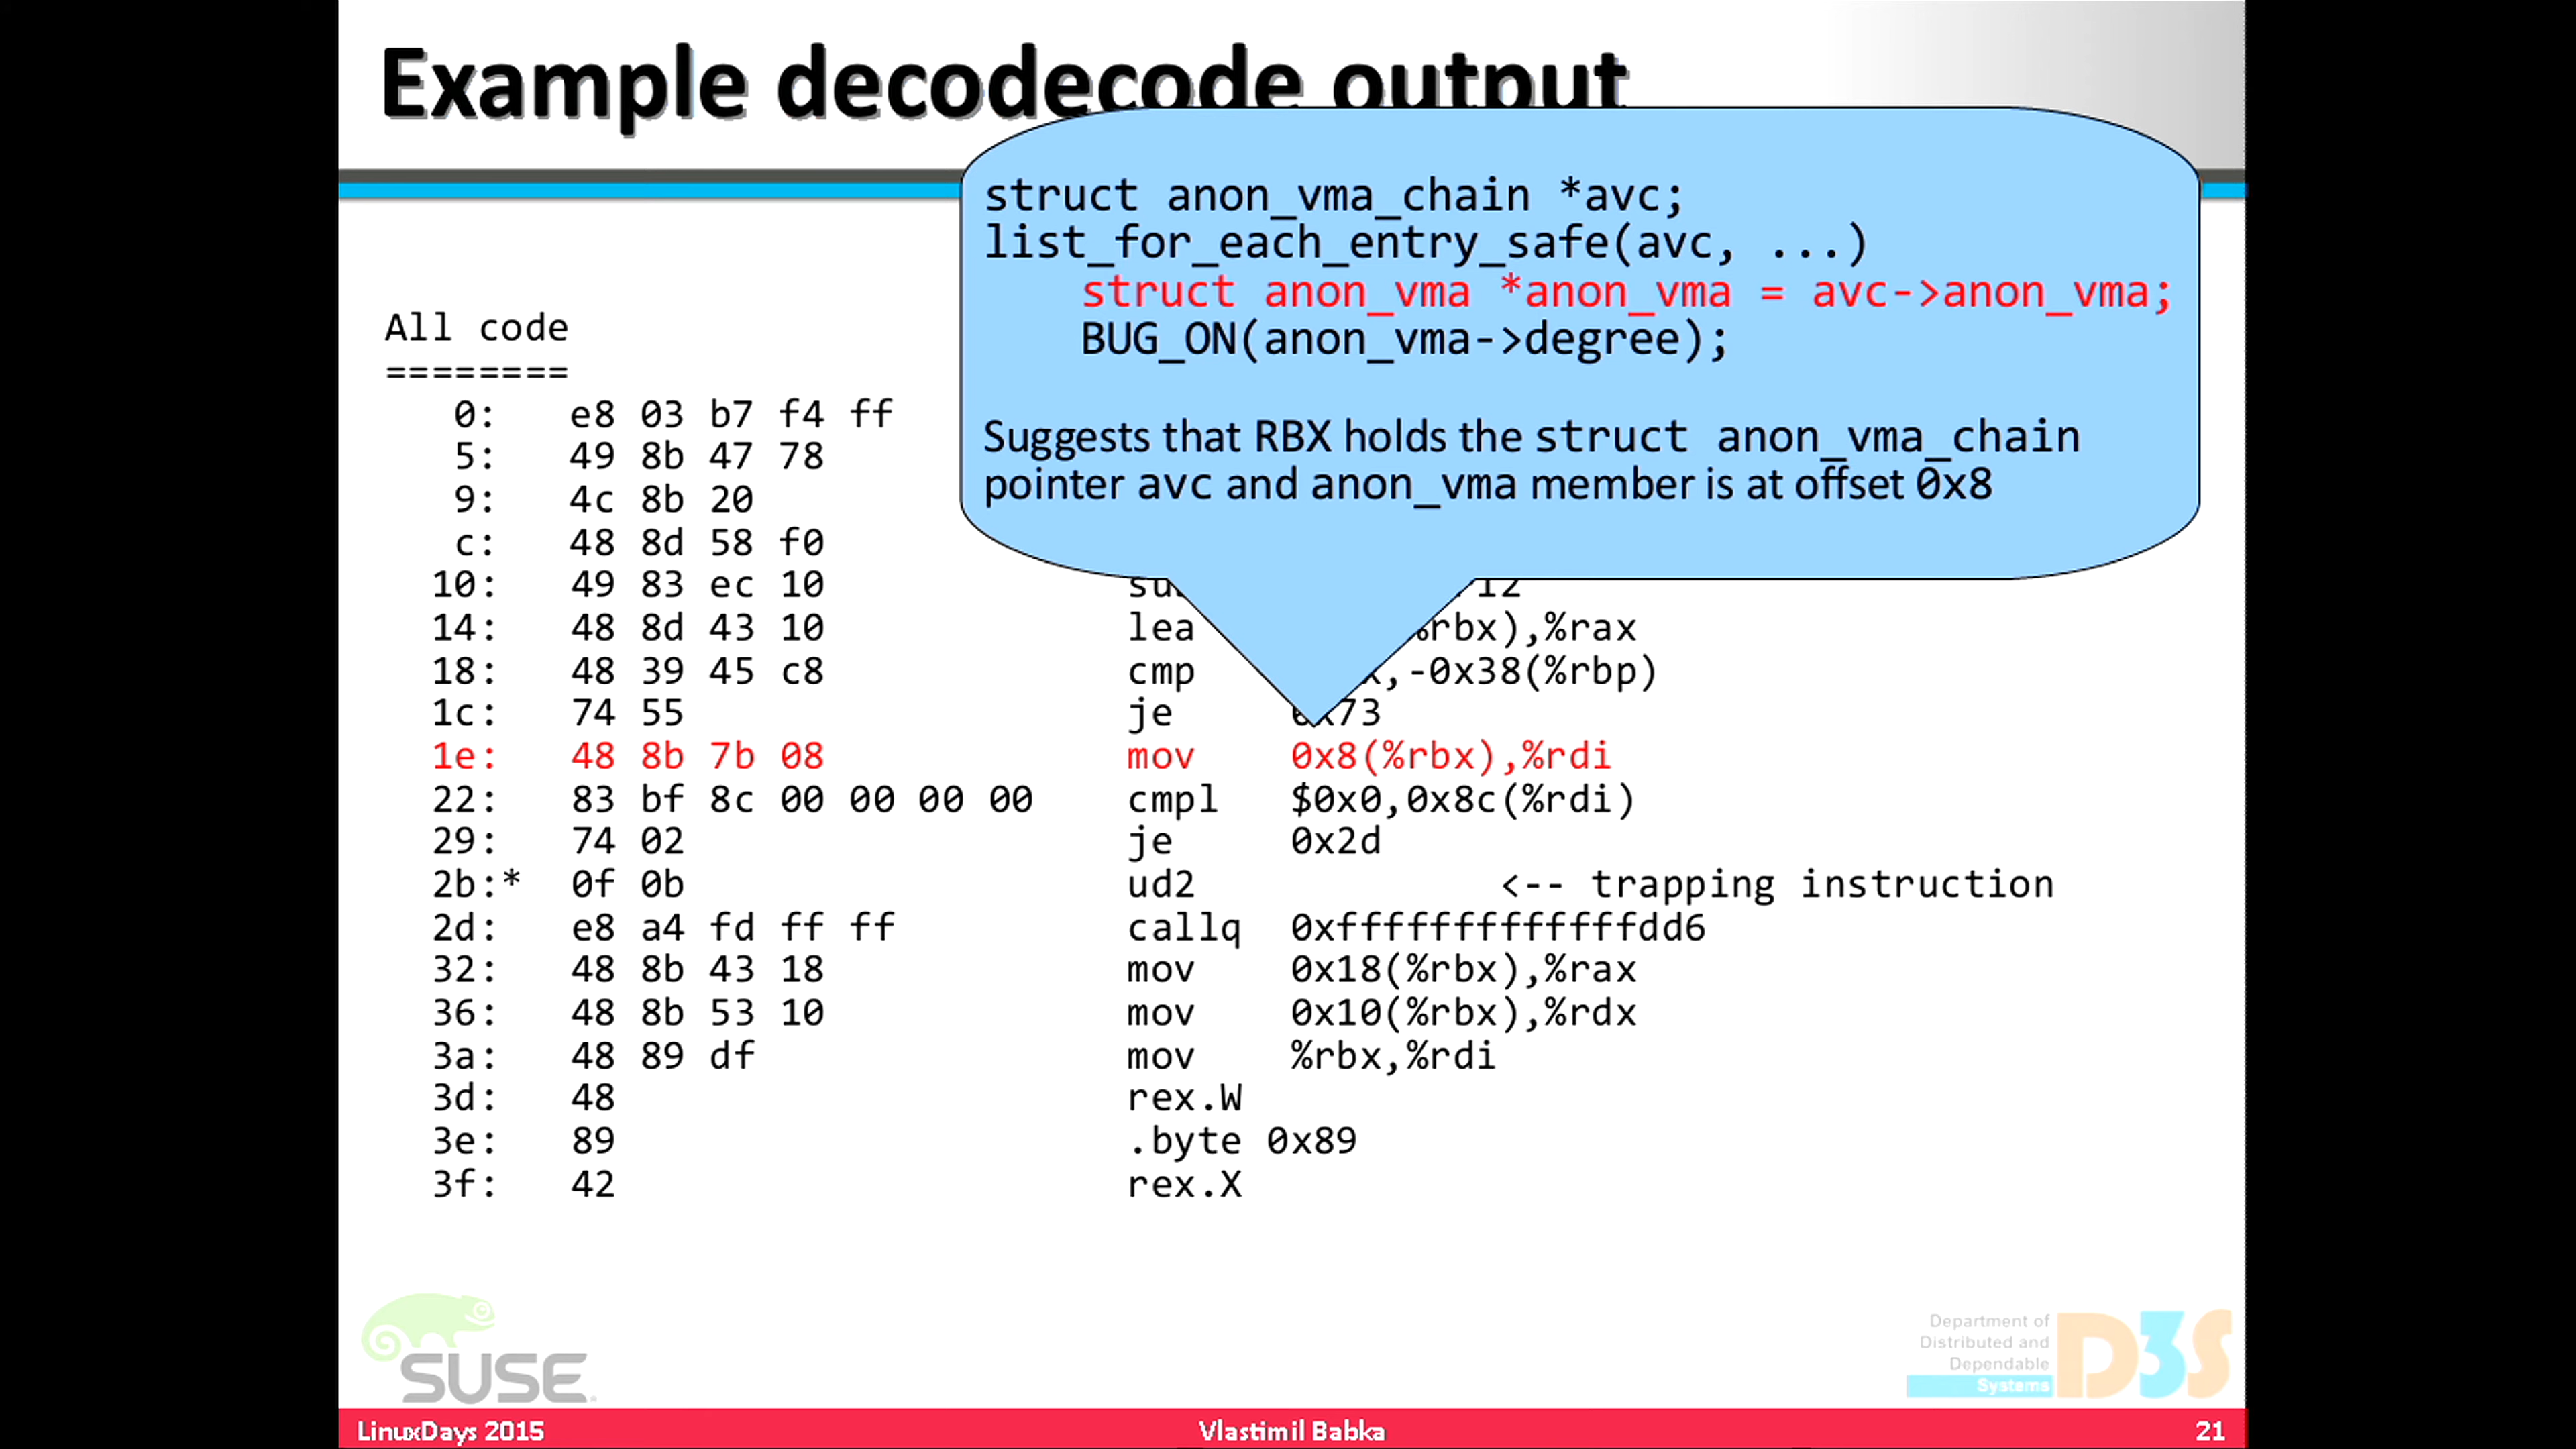 Example decodecode output
struct anon_vma_chain *avc;
list_for_each_entry_safe(avc, ...)
struct anon_vma *anon_vma = avc->anon_vma;
BUG_ON(anon_vma->degree);
Suggests that RBX holds the struct anon_vma_chain
pointer avc and anon_vma member is at offset 0x8
All code
========
0: e8 03 b7 f4 ff
5: 49 8b 47 78
9: 4c 8b 20
c: 48 8d 58 f0
10: 49 83 ec 10
14: 48 8d 43 10 lea %rbx),%rax
18: 48 39 45 c8 cmp ,-0x38(%rbp)
1c: 74 55 je 0x73
1e: 48 8b 7b 08 mov 0x8(%rbx),%rdi
22: 83 bf 8c 00 00 00 00 cmpl $0x0,0x8c(%rdi)
29: 74 02 je 0x2d
2b:* 0f 0b ud2 <-- trapping instruction
2d: e8 a4 fd ff ff callq 0xfffffffffffffdd6
32: 48 8b 43 18 mov 0x18(%rbx),%rax
36: 48 8b 53 10 mov 0x10(%rbx),%rdx
3a: 48 89 df mov %rbx,%rdi
3d: 48 rex.W
3e: 89 .byte 0x89
3f: 42 rex.X
SUSE
Department of
Distributed and
Dependable
Systems
D3S
LinuxDays 2015 Vlastimil Babka 21